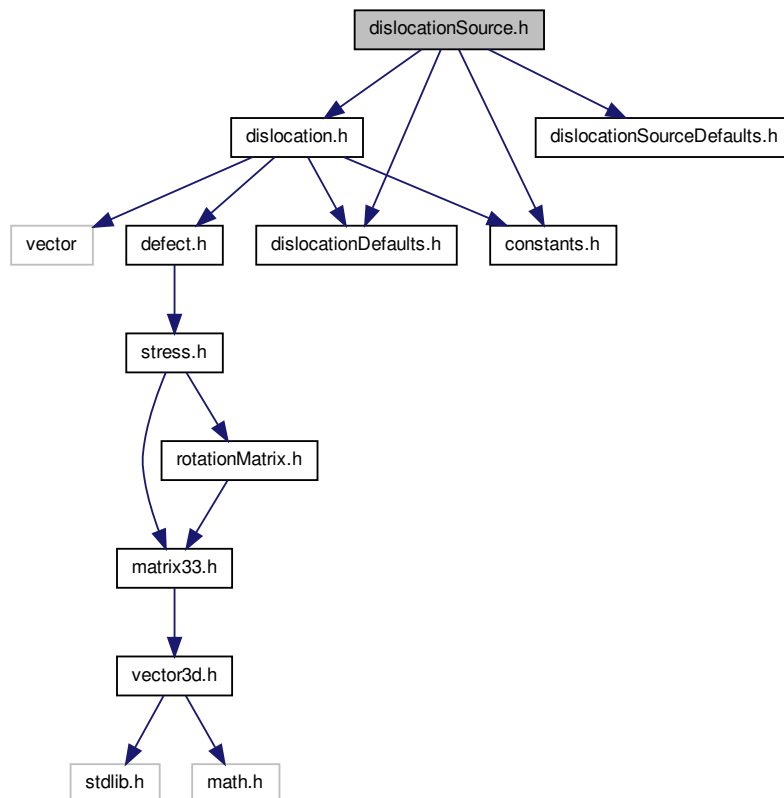 dislocationSource.h
dislocation.h
dislocationSourceDefaults.h
vector
defect.h
dislocationDefaults.h
constants.h
stress.h
rotationMatrix.h
matrix33.h
vector3d.h
stdlib.h
math.h